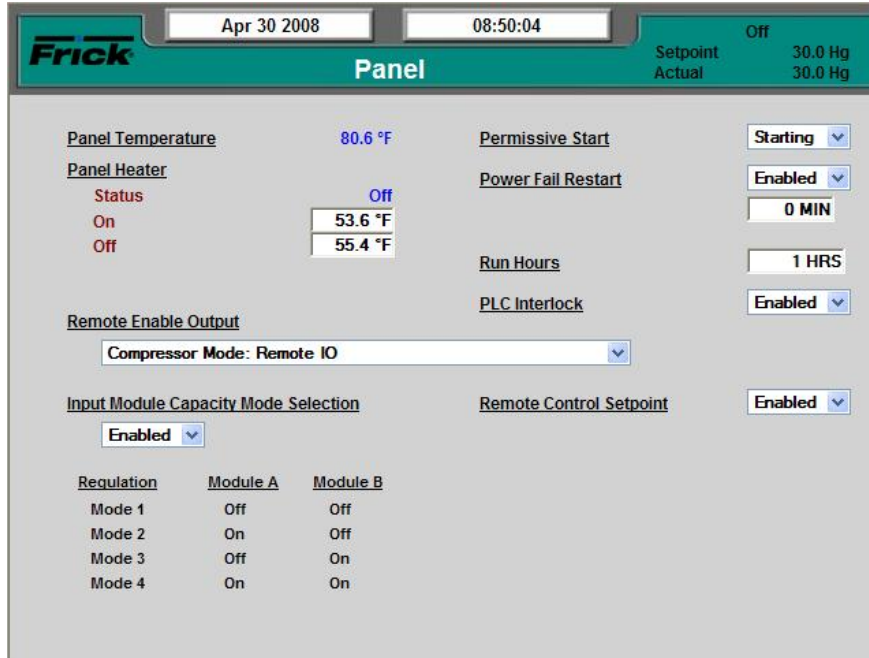 Apr 30 2008 08:50:04 Off
Frick
Panel
Setpoint 30.0 Hg
Actual 30.0 Hg
Panel Temperature 80.6 °F
Panel Heater
Status Off
On 53.6 °F
Off 55.4 °F
Permissive Start Starting
Power Fail Restart Enabled
0 MIN
Run Hours 1 HRS
PLC Interlock Enabled
Remote Enable Output
Compressor Mode: Remote IO
Input Module Capacity Mode Selection
Enabled
Remote Control Setpoint Enabled
Regulation Module A Module B
Mode 1 Off Off
Mode 2 On Off
Mode 3 Off On
Mode 4 On On